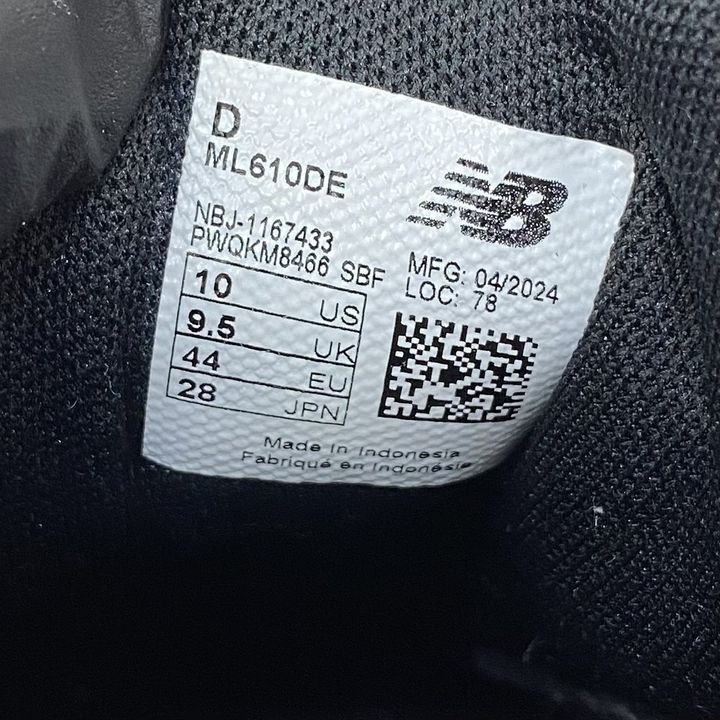 D
ML610DE
NB
NBJ-1167433
PWQKM8466 SBF
MFG: 04/2024
LOC: 78
10 US
9.5 UK
44 EU
28 JPN
Made in Indonesia
Fabriqué en Indonésie